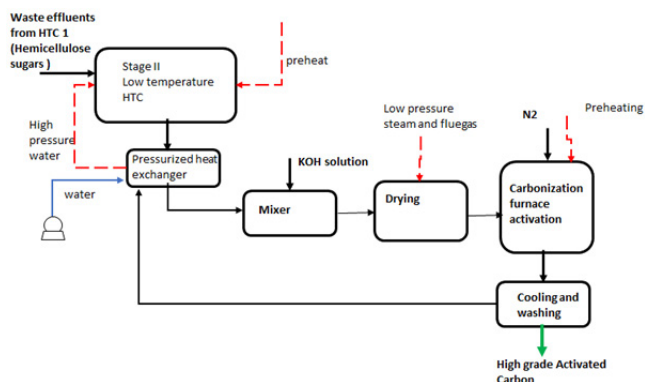 Waste effluents
from HTC 1
(Hemicellulose
sugars )
Stage II
Low temperature
HTC
preheat
High
pressure
water
Pressurized heat
exchanger
water
KOH solution
Mixer
Low pressure
steam and fluegas
Drying
N2
Preheating
Carbonization
furnace
activation
Cooling and
washing
High grade Activated
Carbon